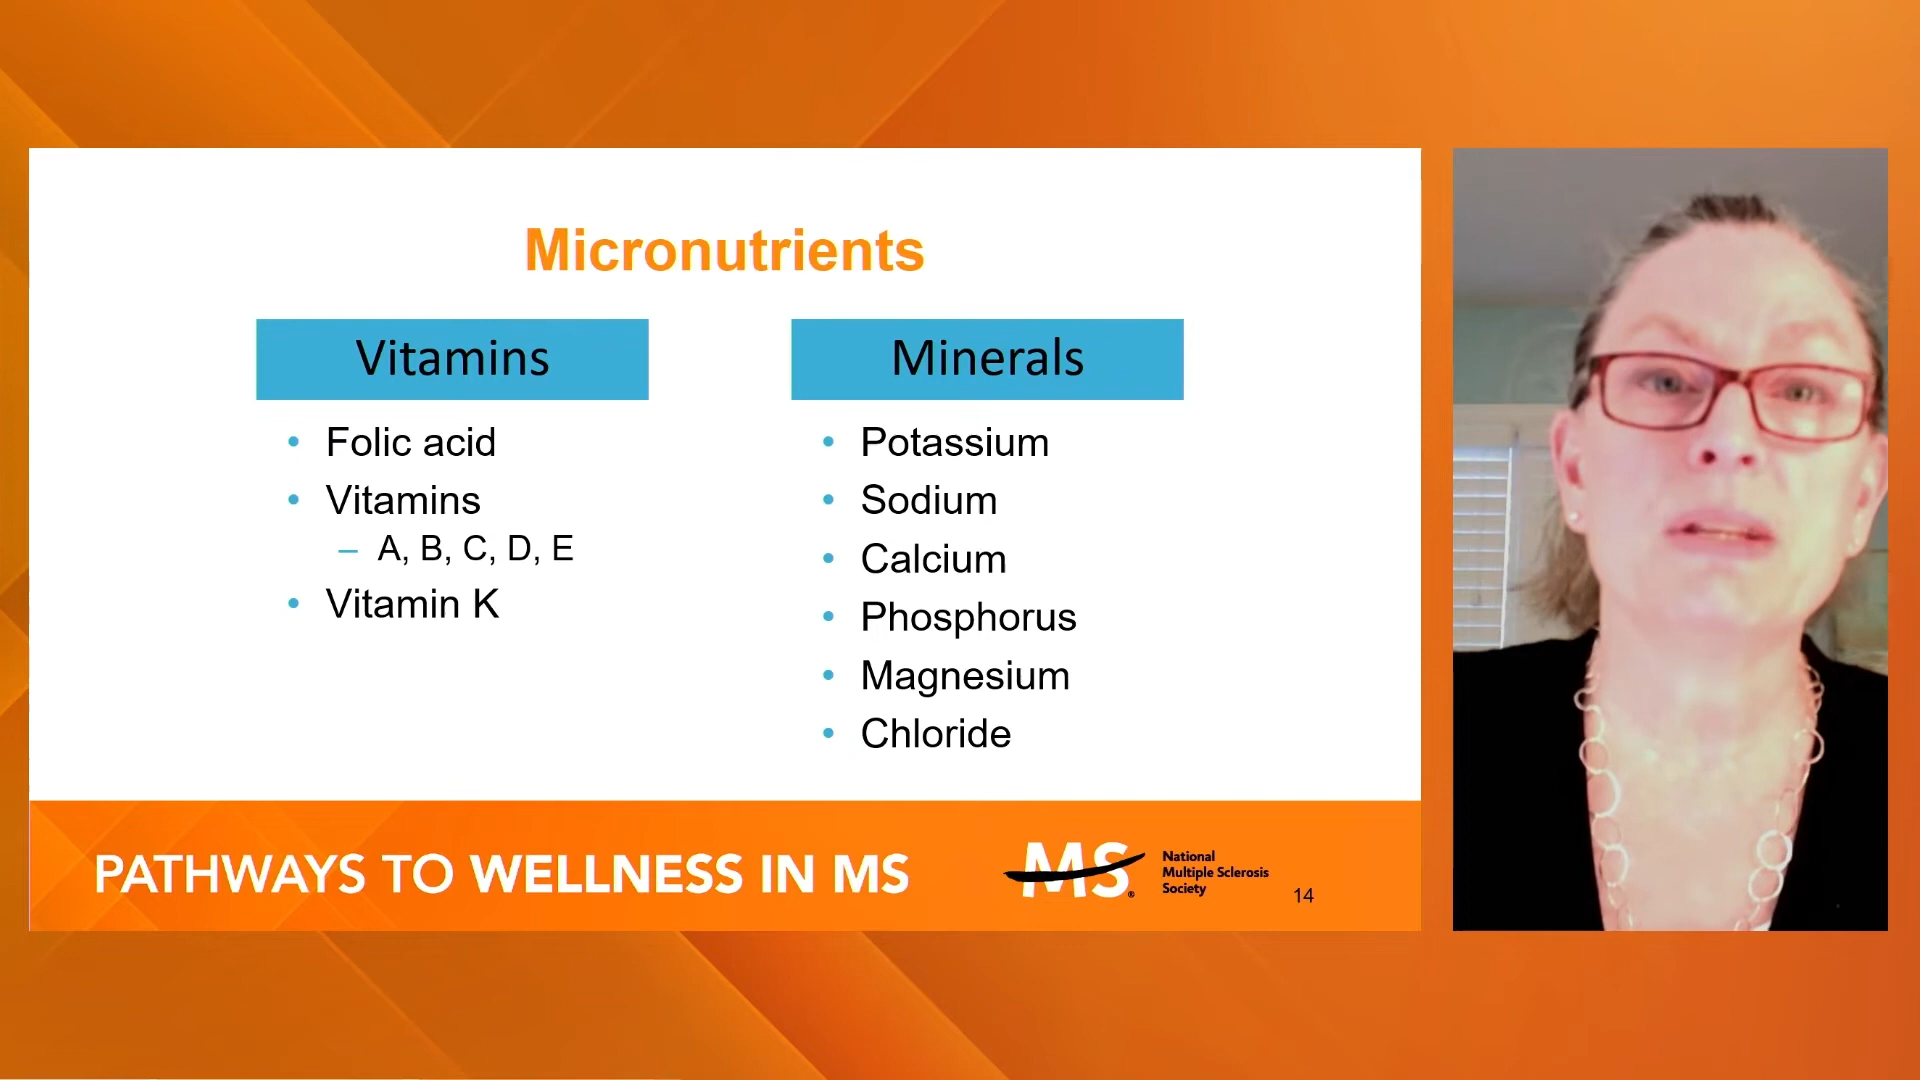 Micronutrients
Vitamins
• Folic acid
• Vitamins
– A, B, C, D, E
• Vitamin K
Minerals
• Potassium
• Sodium
• Calcium
• Phosphorus
• Magnesium
• Chloride
PATHWAYS TO WELLNESS IN MS
MS®
National
Multiple Sclerosis
Society
14